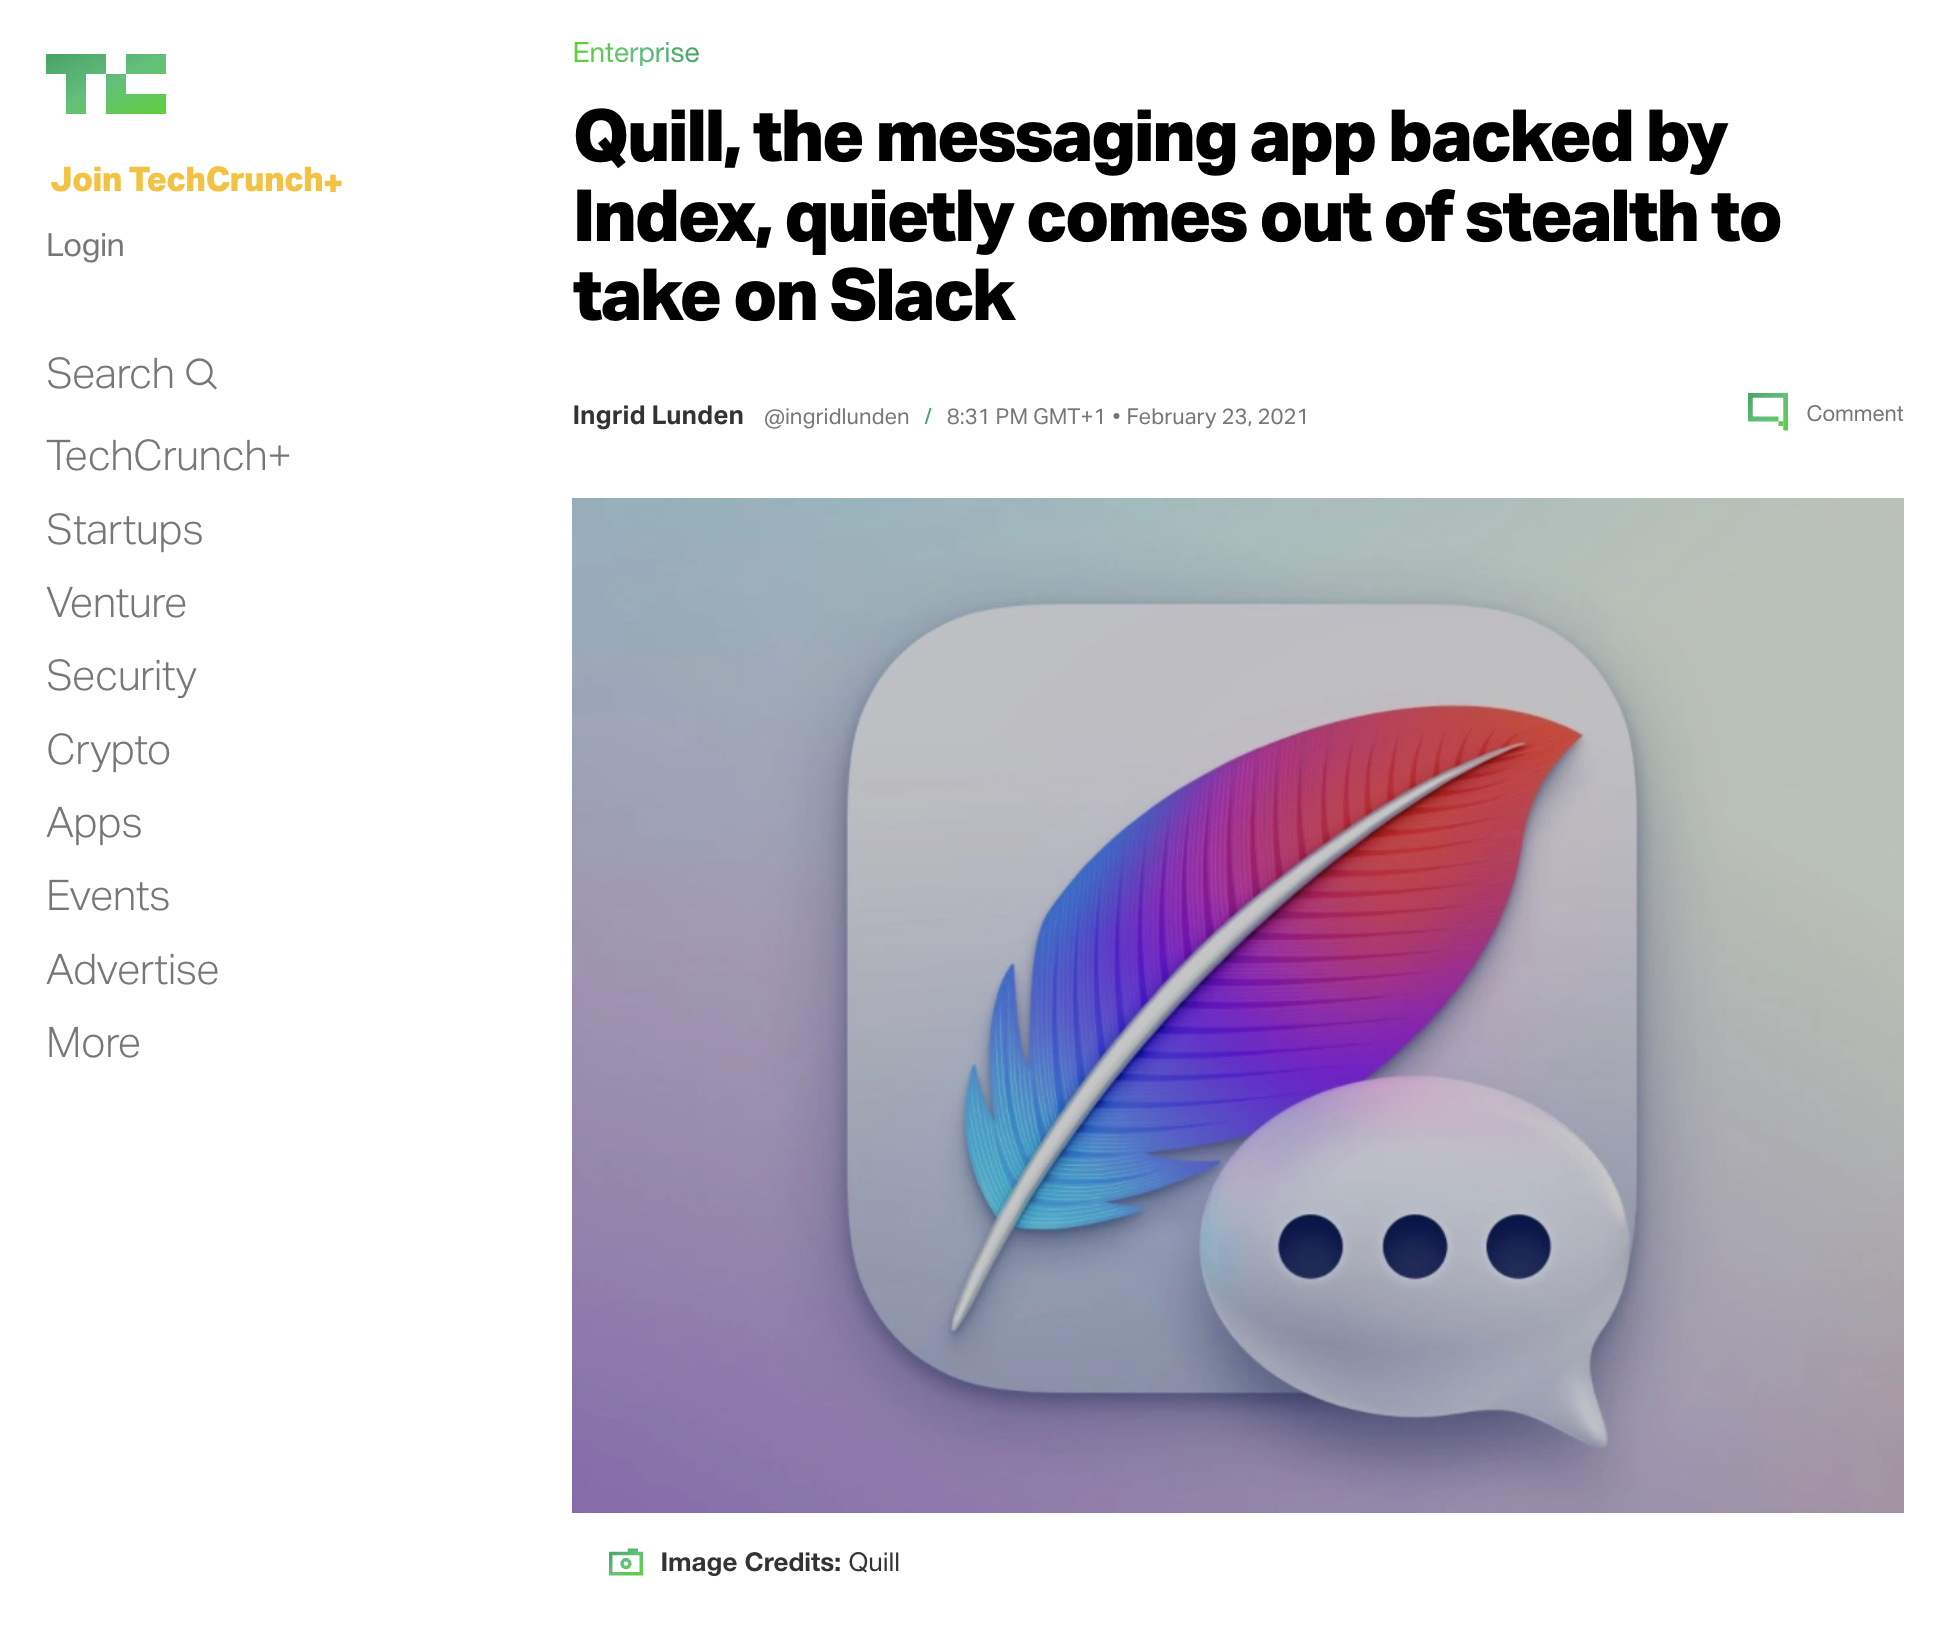 TC
Join TechCrunch+
Login
Search
TechCrunch+
Startups
Venture
Security
Crypto
Apps
Events
Advertise
More
Enterprise
Quill, the messaging app backed by
Index, quietly comes out of stealth to
take on Slack
Ingrid Lunden @ingridlunden / 8:31 PM GMT+1 • February 23, 2021
Comment
Image Credits: Quill